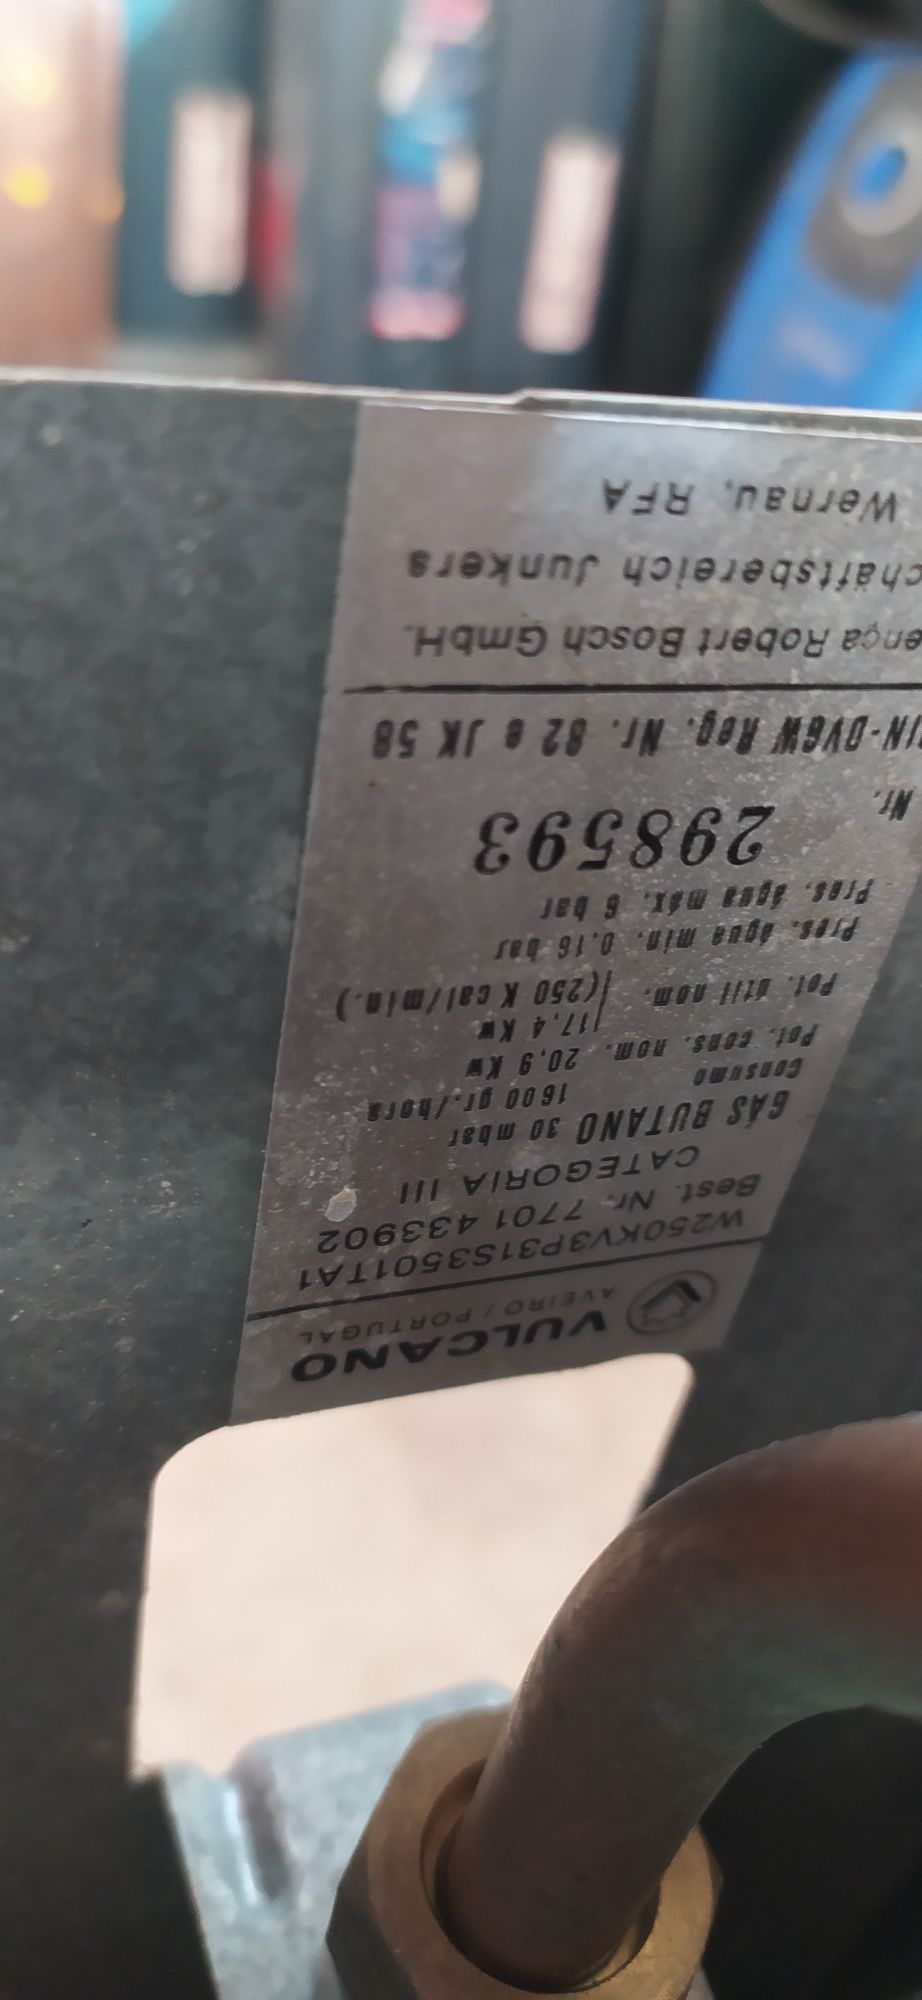 VULCANO
AVEIRO / PORTUGAL
W250KV3P31S3501TA1
Best. Nr. 7701 433902
CATEGORIA III
GÁS BUTANO 30 mbar
Consumo 1600 gr./hora
Pot. cons. nom. 20,9 Kw
17,4 Kw
Pot. útil nom. (250 K cal/min.)
Pres. água min. 0,16 bar
Pres. água máx. 6 bar
Nr. 298593
DIN-DVGW Reg. Nr. 82 e JK 58
Robert Bosch GmbH.
Junkers
Wernau, RFA